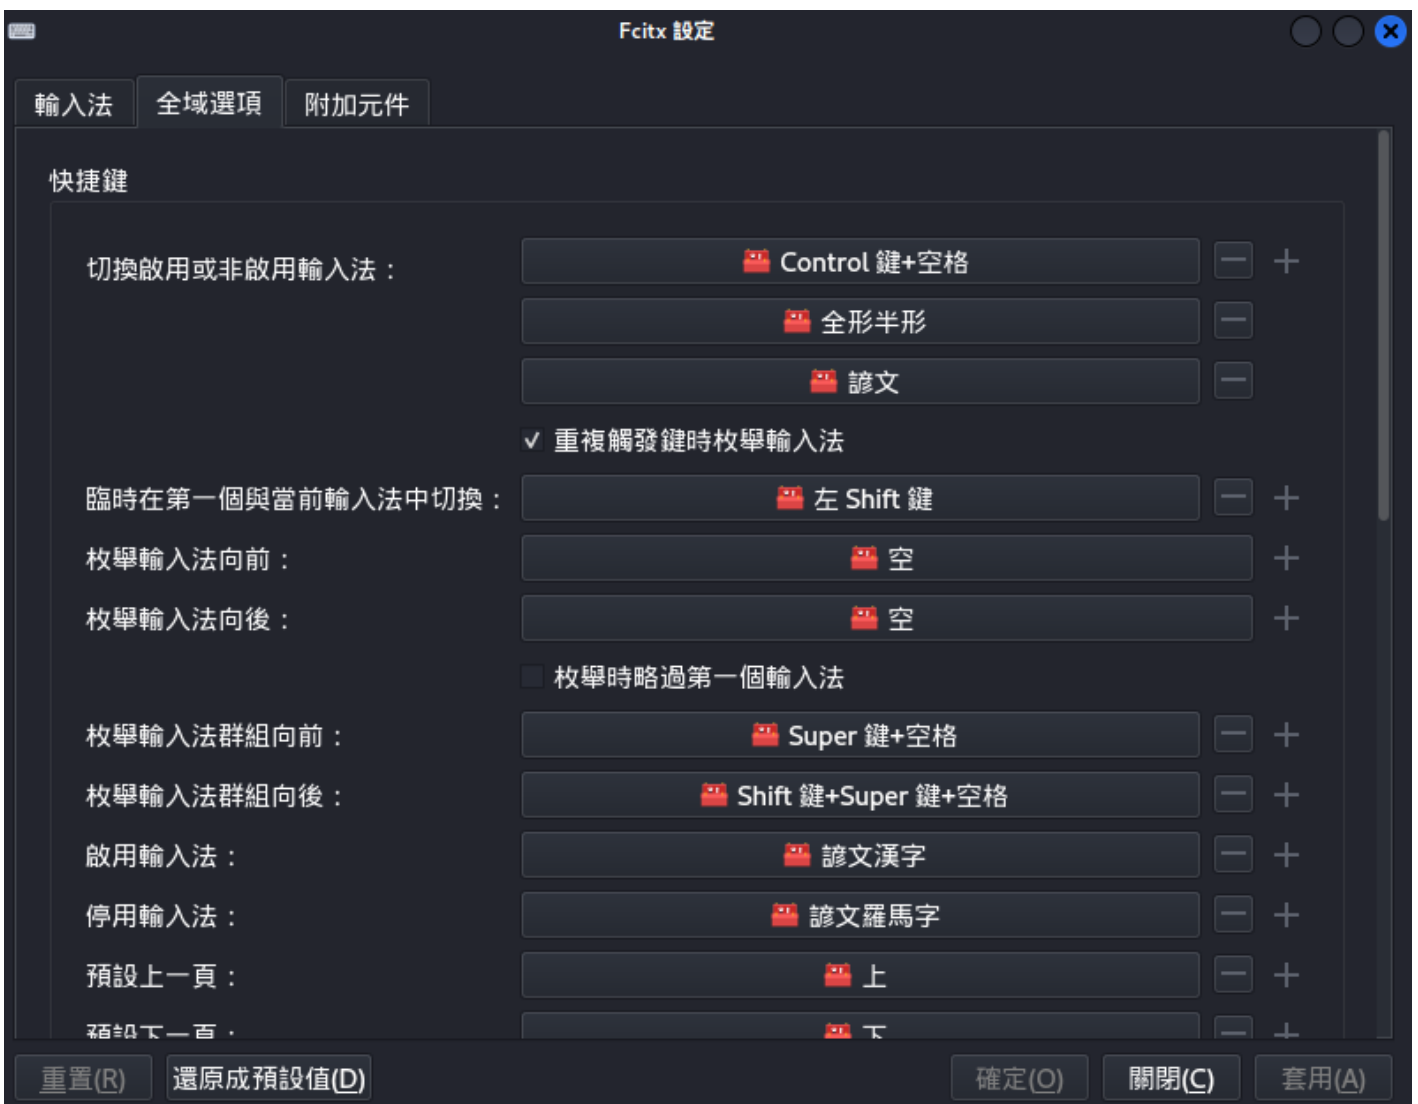 Fcitx 設定
輸入法 全域選項 附加元件
快捷鍵
切換啟用或非啟用輸入法： Control 鍵+空格
全形半形
諺文
重複觸發鍵時枚舉輸入法
臨時在第一個與當前輸入法中切換： 左 Shift 鍵
枚舉輸入法向前： 空
枚舉輸入法向後： 空
枚舉時略過第一個輸入法
枚舉輸入法群組向前： Super 鍵+空格
枚舉輸入法群組向後： Shift 鍵+Super 鍵+空格
啟用輸入法： 諺文漢字
停用輸入法： 諺文羅馬字
預設上一頁： 上
預設下一頁： 下
重置(R) 還原成預設值(D) 確定(O) 關閉(C) 套用(A)